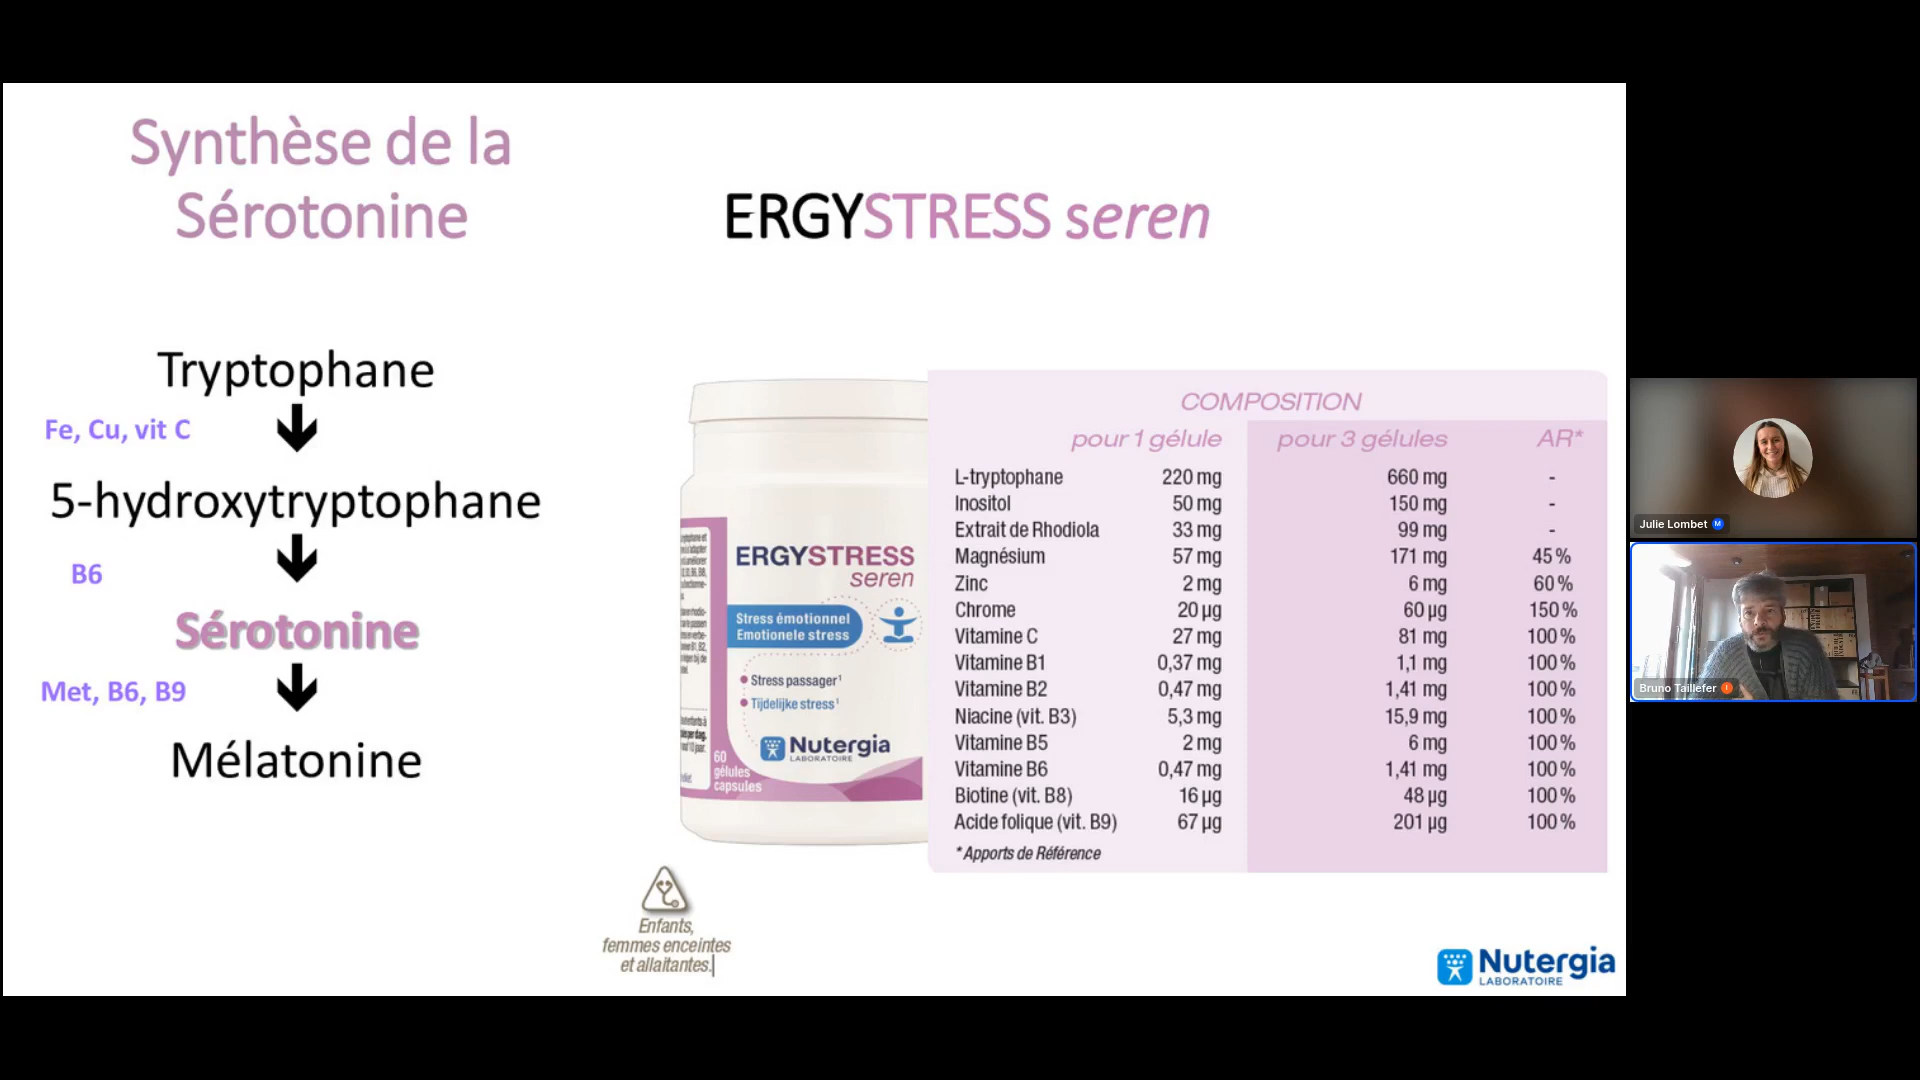 Synthèse de la
Sérotonine
Tryptophane
Fe, Cu, vit C
5-hydroxytryptophane
B6
Sérotonine
Met, B6, B9
Mélatonine
ERGYSTRESS seren
ERGYSTRESS
seren
Stress émotionnel
Emotionele stress
Stress passager¹
Tijdelijke stress¹
Nutergia
LABORATOIRE
60
gélules
capsules
COMPOSITION
pour 1 gélule pour 3 gélules AR*
L-tryptophane 220 mg 660 mg -
Inositol 50 mg 150 mg -
Extrait de Rhodiola 33 mg 99 mg -
Magnésium 57 mg 171 mg 45 %
Zinc 2 mg 6 mg 60 %
Chrome 20 µg 60 µg 150 %
Vitamine C 27 mg 81 mg 100 %
Vitamine B1 0,37 mg 1,1 mg 100 %
Vitamine B2 0,47 mg 1,41 mg 100 %
Niacine (vit. B3) 5,3 mg 15,9 mg 100 %
Vitamine B5 2 mg 6 mg 100 %
Vitamine B6 0,47 mg 1,41 mg 100 %
Biotine (vit. B8) 16 µg 48 µg 100 %
Acide folique (vit. B9) 67 µg 201 µg 100 %
* Apports de Référence
Enfants,
femmes enceintes
et allaitantes.
Nutergia
LABORATOIRE
Julie Lombet M
Bruno Taillefer